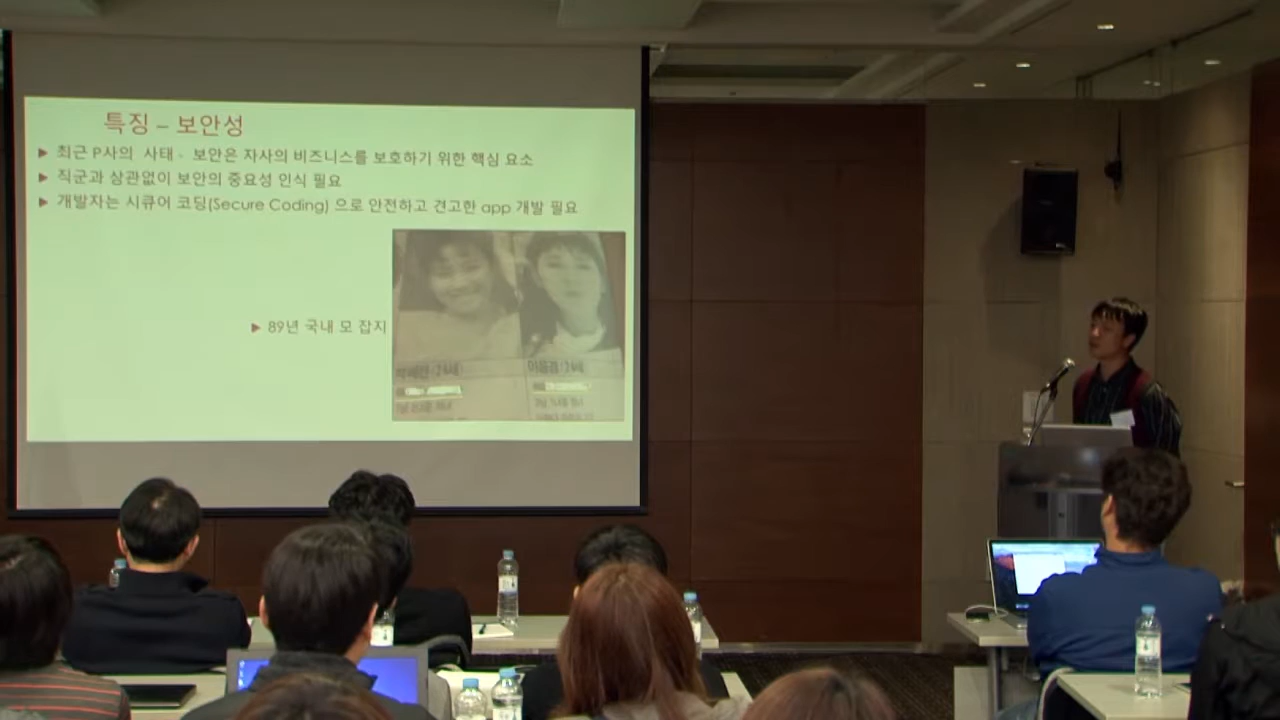 특징 – 보안성
최근 P사의 사태 - 보안은 자사의 비즈니스를 보호하기 위한 핵심 요소
직군과 상관없이 보안의 중요성 인식 필요
개발자는 시큐어 코딩(Secure Coding) 으로 안전하고 견고한 app 개발 필요
89년 국내 모 잡지